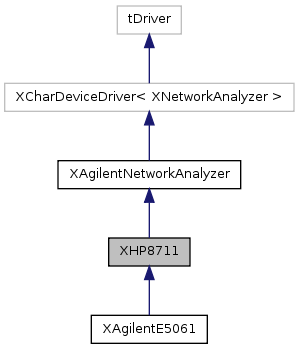 tDriver
XCharDeviceDriver< XNetworkAnalyzer >
XAgilentNetworkAnalyzer
XHP8711
XAgilentE5061